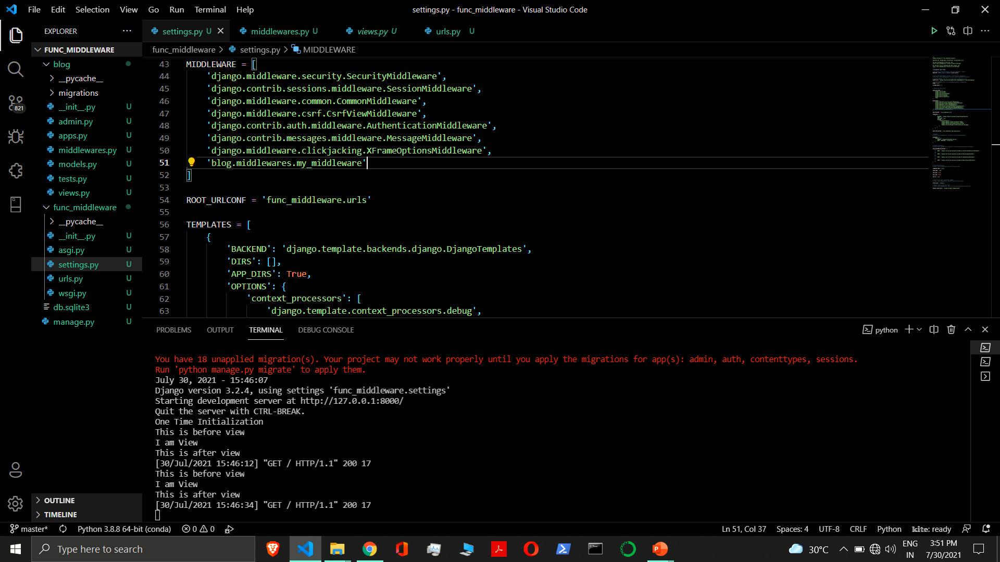 File Edit Selection View Go Run Terminal Help
settings.py - func_middleware - Visual Studio Code
EXPLORER
settings.py U
middlewares.py U
views.py U
urls.py U
FUNC_MIDDLEWARE
func_middleware > settings.py > MIDDLEWARE
blog
__pycache__
migrations
__init__.py U
admin.py U
apps.py U
middlewares.py U
models.py U
tests.py U
views.py U
func_middleware
__pycache__
__init__.py U
asgi.py U
settings.py U
urls.py U
wsgi.py U
db.sqlite3 U
manage.py U
821
OUTLINE
TIMELINE
43 MIDDLEWARE = [
44 'django.middleware.security.SecurityMiddleware',
45 'django.contrib.sessions.middleware.SessionMiddleware',
46 'django.middleware.common.CommonMiddleware',
47 'django.middleware.csrf.CsrfViewMiddleware',
48 'django.contrib.auth.middleware.AuthenticationMiddleware',
49 'django.contrib.messages.middleware.MessageMiddleware',
50 'django.middleware.clickjacking.XFrameOptionsMiddleware',
51 'blog.middlewares.my_middleware'
52 ]
53
54 ROOT_URLCONF = 'func_middleware.urls'
55
56 TEMPLATES = [
57 {
58 'BACKEND': 'django.template.backends.django.DjangoTemplates',
59 'DIRS': [],
60 'APP_DIRS': True,
61 'OPTIONS': {
62 'context_processors': [
63 'django.template.context_processors.debug',
PROBLEMS OUTPUT TERMINAL DEBUG CONSOLE
python
You have 18 unapplied migration(s). Your project may not work properly until you apply the migrations for app(s): admin, auth, contenttypes, sessions.
Run 'python manage.py migrate' to apply them.
July 30, 2021 - 15:46:07
Django version 3.2.4, using settings 'func_middleware.settings'
Starting development server at http://127.0.0.1:8000/
Quit the server with CTRL-BREAK.
One Time Initialization
This is before view
I am View
This is after view
[30/Jul/2021 15:46:12] "GET / HTTP/1.1" 200 17
This is before view
I am View
This is after view
[30/Jul/2021 15:46:34] "GET / HTTP/1.1" 200 17
master* Python 3.8.8 64-bit (conda) 0 0
Ln 51, Col 37 Spaces: 4 UTF-8 CRLF Python kite: ready
Type here to search
30°C
ENG
IN
3:51 PM
7/30/2021